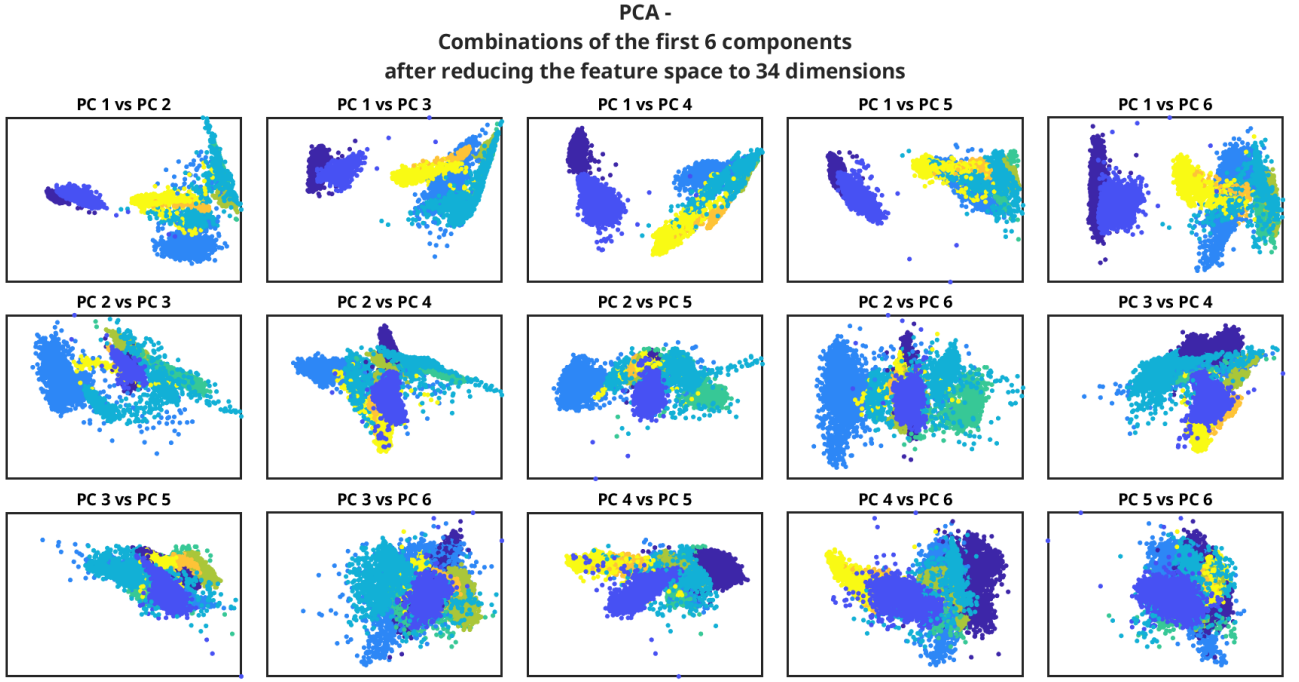 PCA -
Combinations of the first 6 components
after reducing the feature space to 34 dimensions
PC 1 vs PC 2
PC 1 vs PC 3
PC 1 vs PC 4
PC 1 vs PC 5
PC 1 vs PC 6
PC 2 vs PC 3
PC 2 vs PC 4
PC 2 vs PC 5
PC 2 vs PC 6
PC 3 vs PC 4
PC 3 vs PC 5
PC 3 vs PC 6
PC 4 vs PC 5
PC 4 vs PC 6
PC 5 vs PC 6